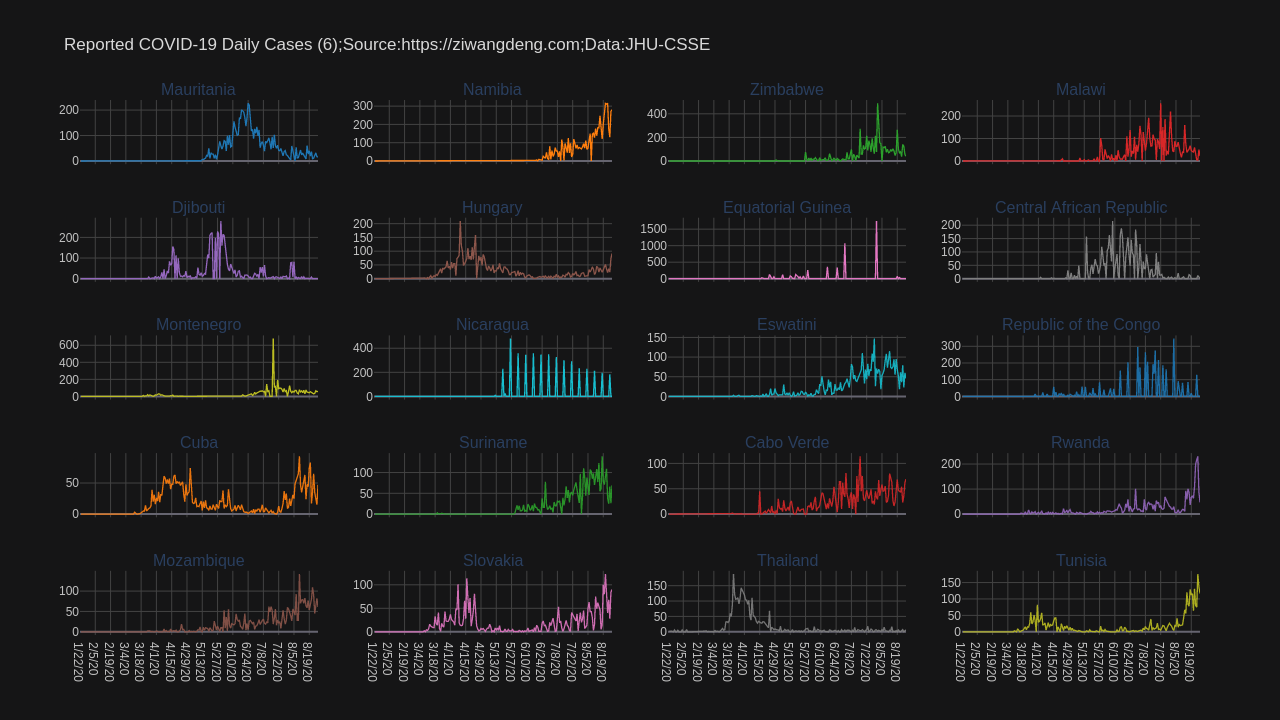 Reported COVID-19 Daily Cases (6);Source:https://ziwangdeng.com;Data:JHU-CSSE
Mauritania Namibia Zimbabwe Malawi
200 100 0
300 200 100 0
400 200 0
200 100 0
Djibouti Hungary Equatorial Guinea Central African Republic
200 100 0
200 150 100 50 0
1500 1000 500 0
200 150 100 50 0
Montenegro Nicaragua Eswatini Republic of the Congo
600 400 200 0
400 200 0
150 100 50 0
300 200 100 0
Cuba Suriname Cabo Verde Rwanda
50 0
100 50 0
100 50 0
200 100 0
Mozambique Slovakia Thailand Tunisia
100 50 0
100 50 0
150 100 50 0
150 100 50 0
1/22/20 2/5/20 2/19/20 3/4/20 3/18/20 4/1/20 4/15/20 4/29/20 5/13/20 5/27/20 6/10/20 6/24/20 7/8/20 7/22/20 8/5/20 8/19/20
1/22/20 2/5/20 2/19/20 3/4/20 3/18/20 4/1/20 4/15/20 4/29/20 5/13/20 5/27/20 6/10/20 6/24/20 7/8/20 7/22/20 8/5/20 8/19/20
1/22/20 2/5/20 2/19/20 3/4/20 3/18/20 4/1/20 4/15/20 4/29/20 5/13/20 5/27/20 6/10/20 6/24/20 7/8/20 7/22/20 8/5/20 8/19/20
1/22/20 2/5/20 2/19/20 3/4/20 3/18/20 4/1/20 4/15/20 4/29/20 5/13/20 5/27/20 6/10/20 6/24/20 7/8/20 7/22/20 8/5/20 8/19/20